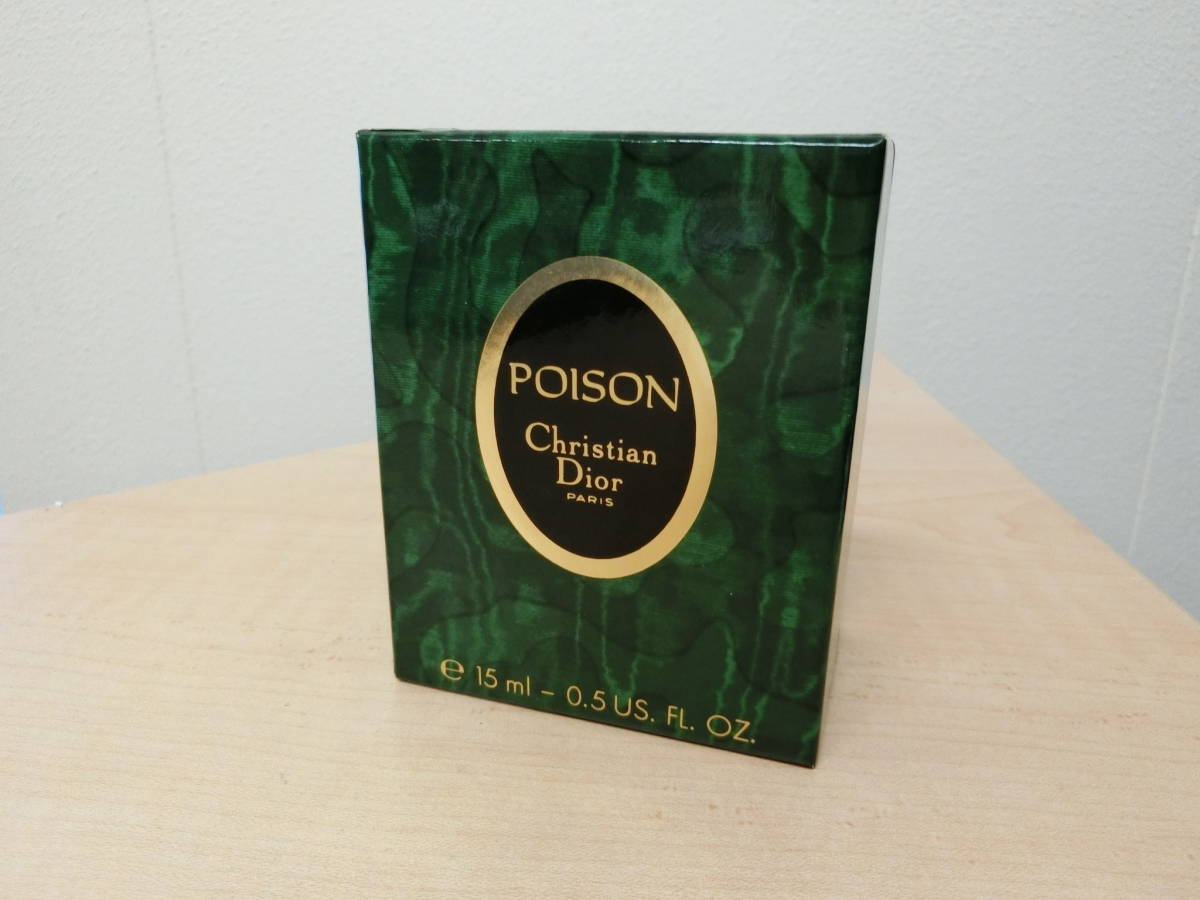 POISON
Christian
Dior
PARIS
℮ 15 ml – 0.5 US. FL. OZ.